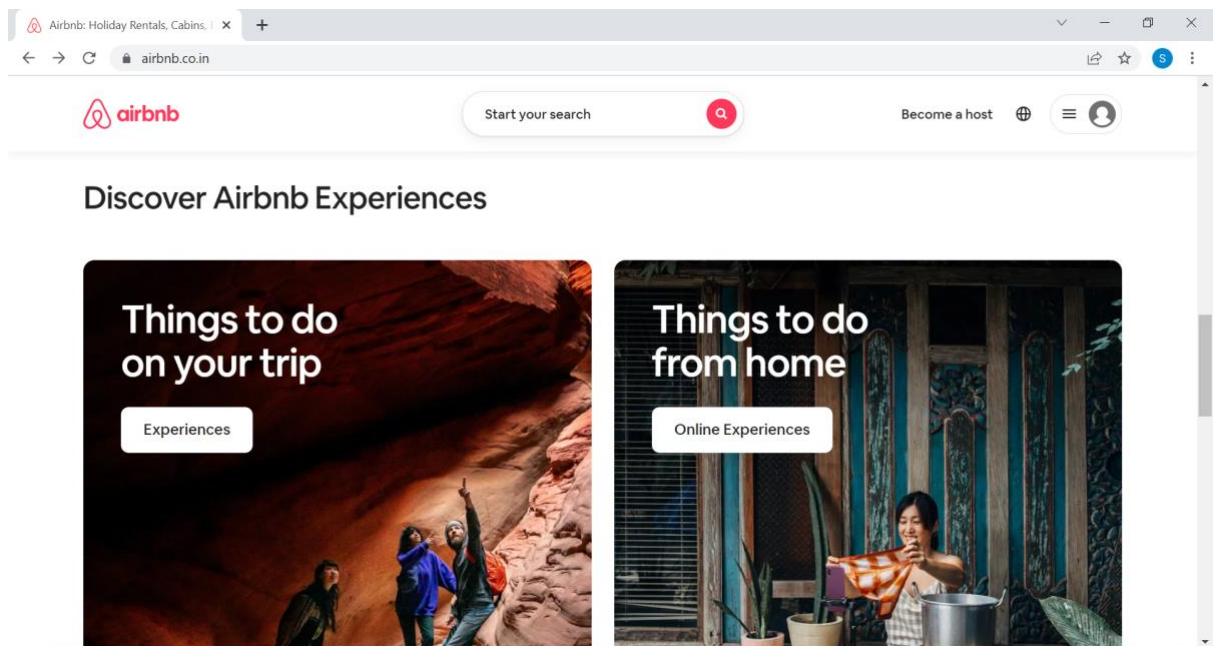 Airbnb: Holiday Rentals, Cabins,
airbnb.co.in
S
airbnb
Start your search
Become a host
Discover Airbnb Experiences
Things to do
on your trip
Experiences
Things to do
from home
Online Experiences